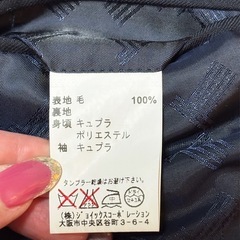 表地 毛 100%
裏地
身頃 キュプラ
ポリエステル
袖 キュプラ
タンブラー乾燥はお避け下さい。
(株)ジョイックスコーポレーション
大阪市中央区谷町3-6-4